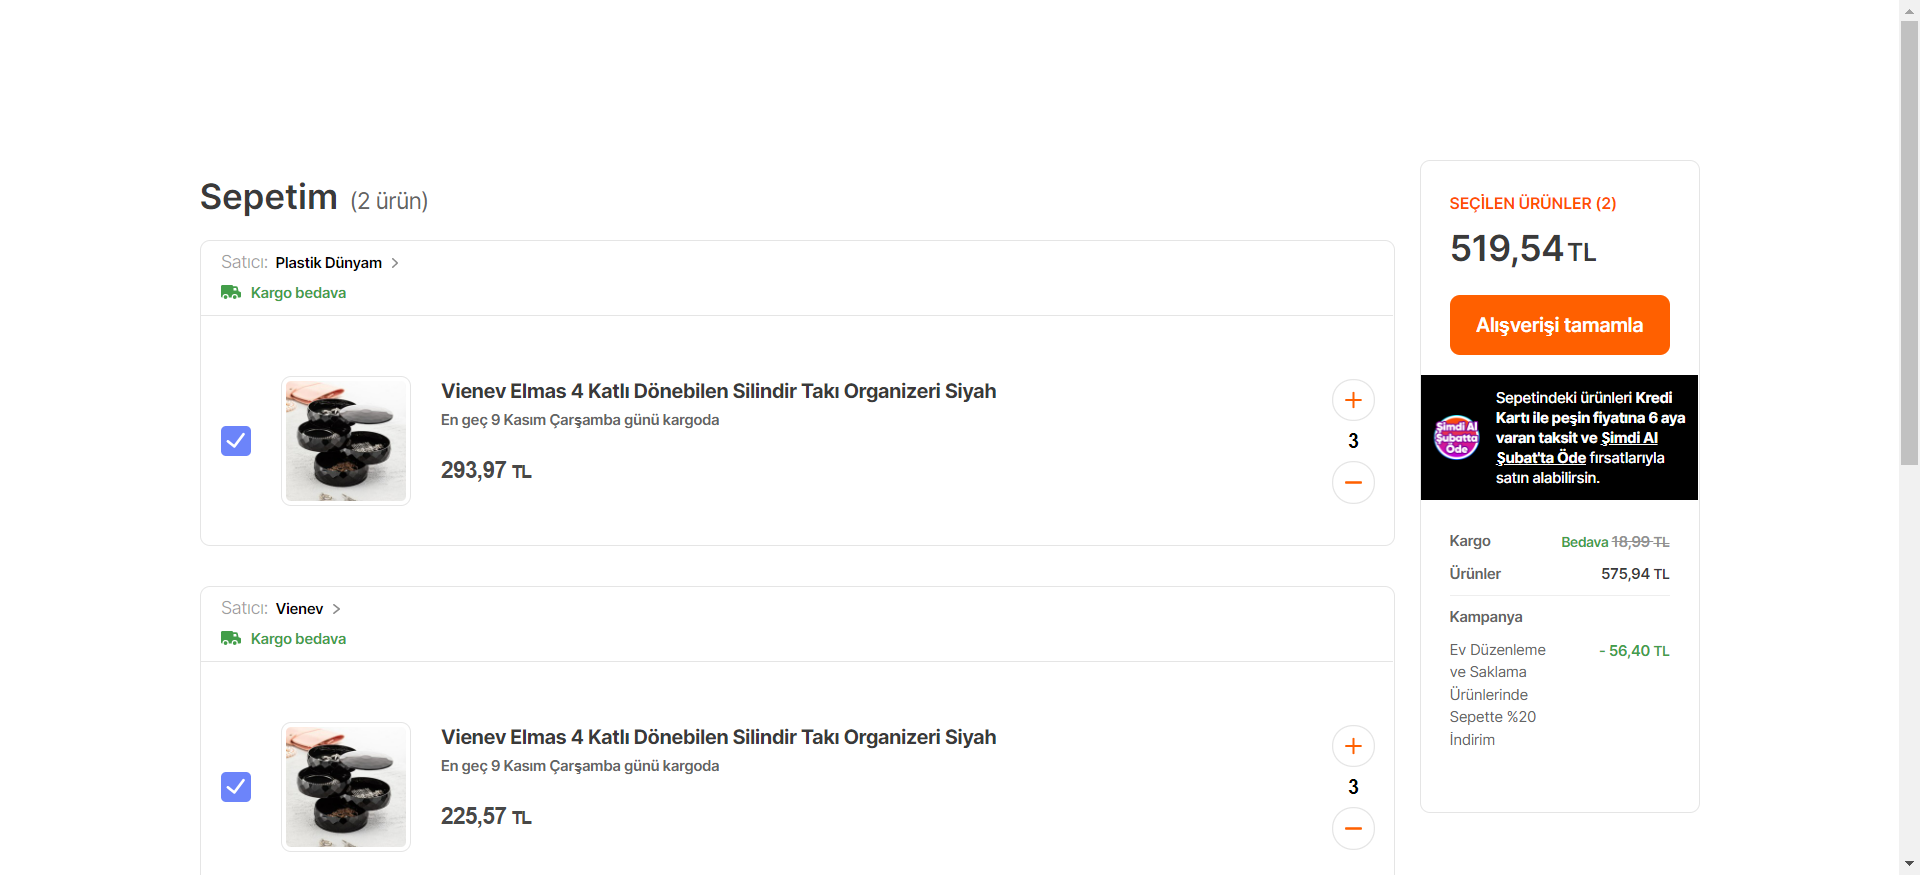 Sepetim (2 ürün)
Satıcı: Plastik Dünyam
Kargo bedava
Vienev Elmas 4 Katlı Dönebilen Silindir Takı Organizeri Siyah
En geç 9 Kasım Çarşamba günü kargoda
293,97 TL
3
Satıcı: Vienev
Kargo bedava
Vienev Elmas 4 Katlı Dönebilen Silindir Takı Organizeri Siyah
En geç 9 Kasım Çarşamba günü kargoda
225,57 TL
3
SEÇİLEN ÜRÜNLER (2)
519,54 TL
Alışverişi tamamla
Şimdi Al
Şubatta
Öde
Sepetindeki ürünleri Kredi
Kartı ile peşin fiyatına 6 aya
varan taksit ve Şimdi Al
Şubat'ta Öde fırsatlarıyla
satın alabilirsin.
Kargo Bedava 18,99 TL
Ürünler 575,94 TL
Kampanya
Ev Düzenleme - 56,40 TL
ve Saklama
Ürünlerinde
Sepette %20
İndirim